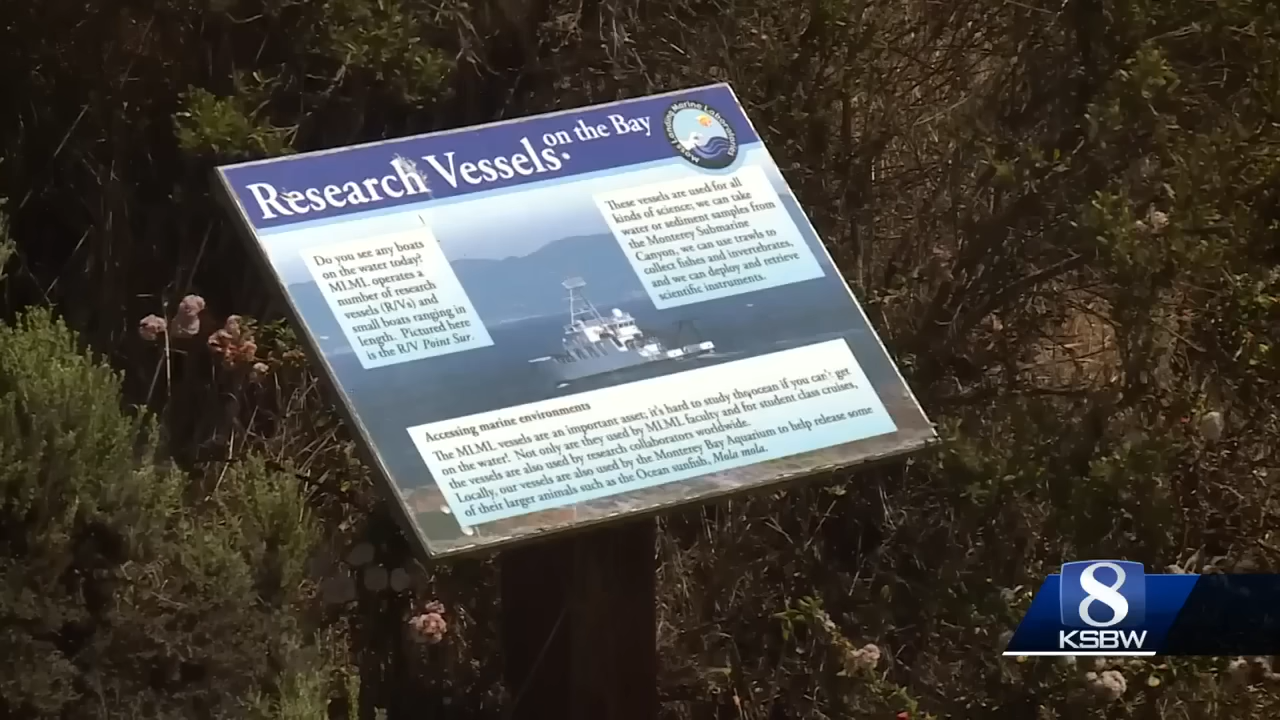 Research Vessels on the Bay
Moss Landing Marine Laboratories
Do you see any boats
on the water today?
MLML operates a
number of research
vessels (R/Vs) and
small boats ranging in
length. Pictured here
is the R/V Point Sur.
These vessels are used for all
kinds of science; we can take
water or sediment samples from
the Monterey Submarine
Canyon, we can use trawls to
collect fishes and invertebrates,
and we can deploy and retrieve
scientific instruments.
Accessing marine environments
The MLML vessels are an important asset; it's hard to study the ocean if you can't get
on the water! Not only are they used by MLML faculty and for student class cruises,
the vessels are also used by research collaborators worldwide.
Locally, our vessels are also used by the Monterey Bay Aquarium to help release some
of their larger animals such as the Ocean sunfish, Mola mola.
8
KSBW